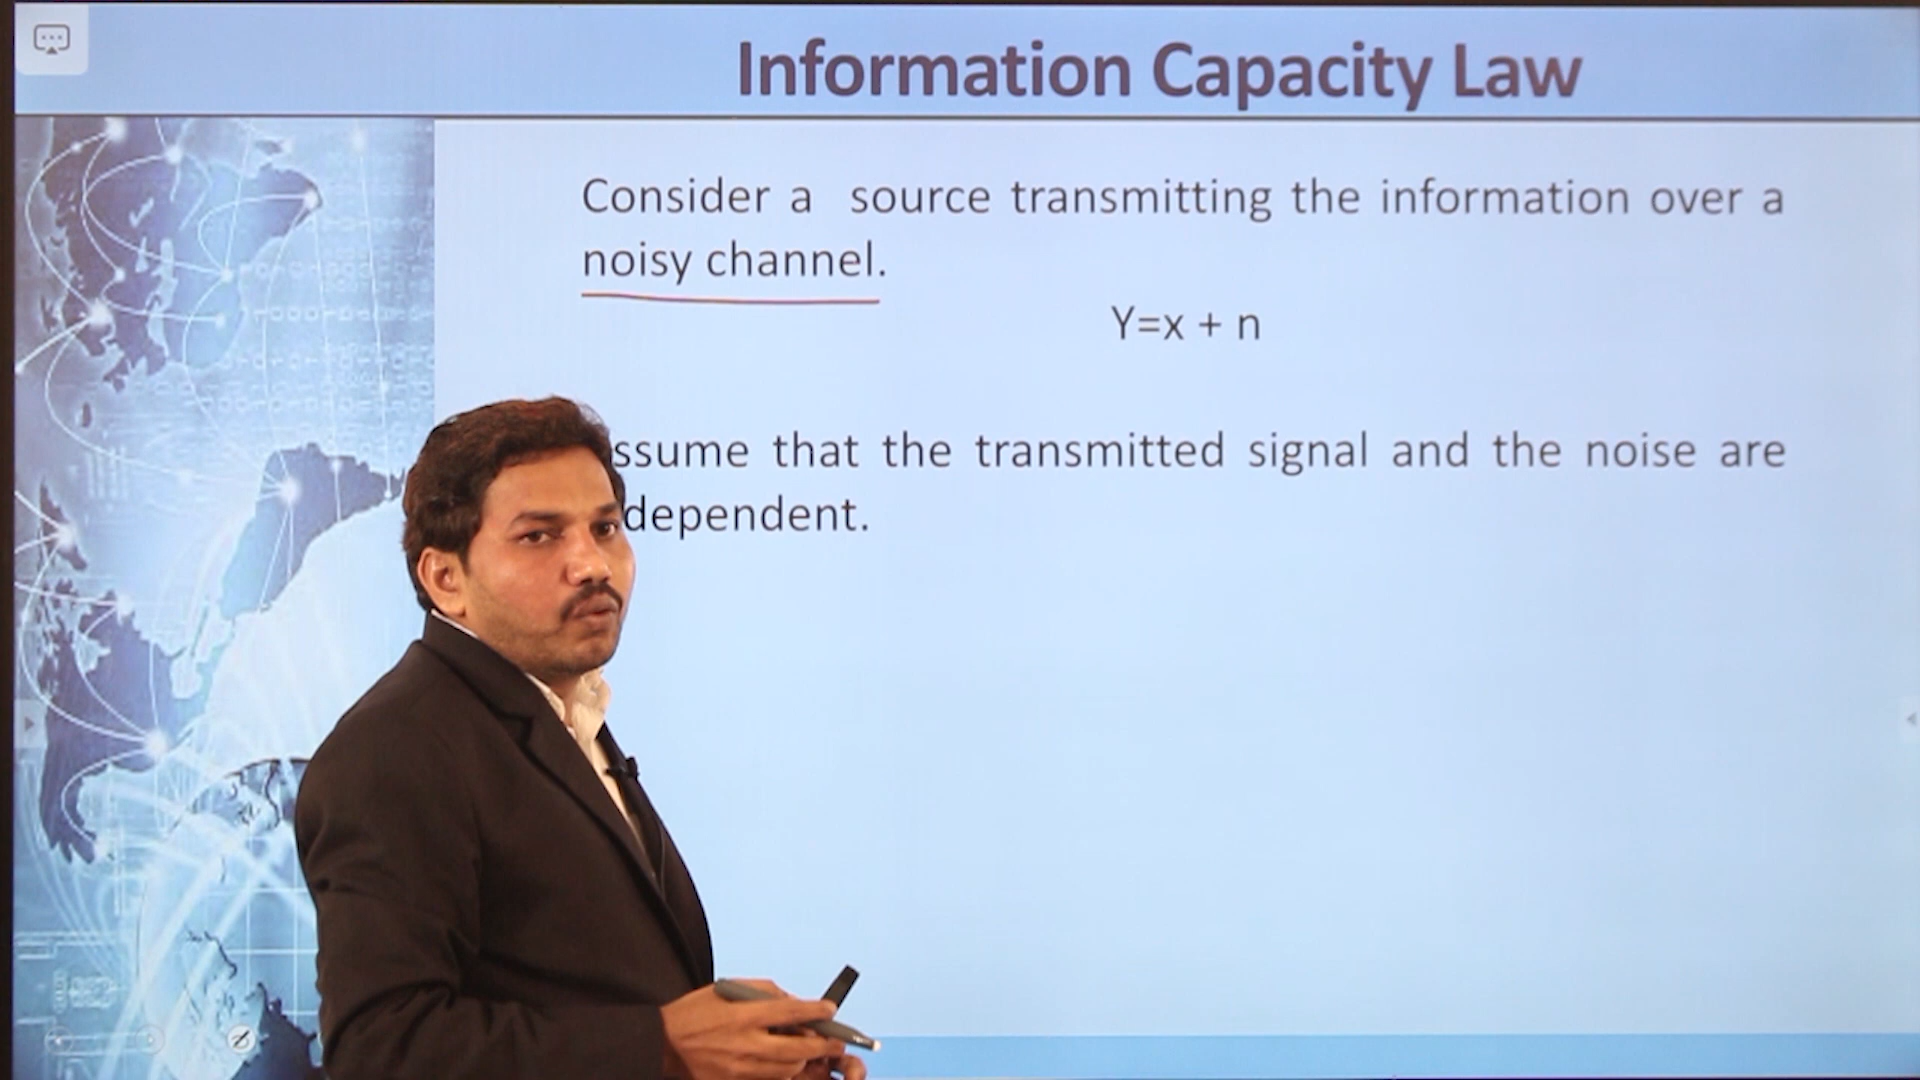 Information Capacity Law
Consider a source transmitting the information over a
noisy channel.
Y=x + n
ssume that the transmitted signal and the noise are
dependent.